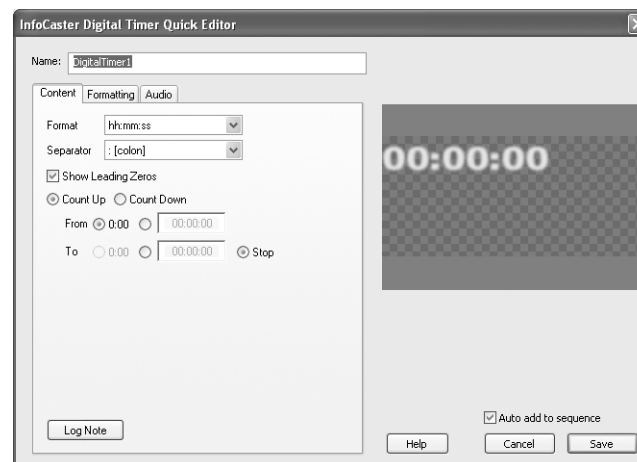 InfoCaster Digital Timer Quick Editor
Name: DigitalTimer1
Content Formatting Audio
Format hh:mm:ss
Separator : [colon]
Show Leading Zeros
Count Up Count Down
From 0:00 00:00:00
To 0:00 00:00:00 Stop
00:00:00
Log Note
Auto add to sequence
Help Cancel Save